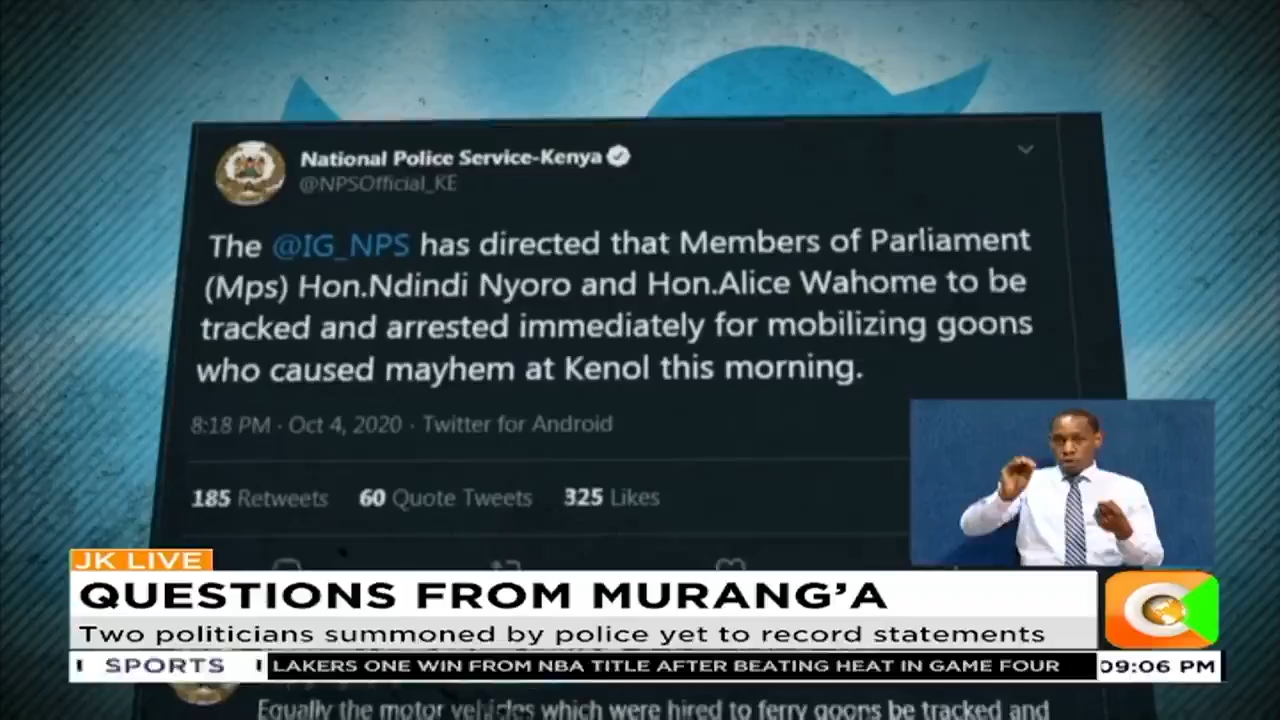 National Police Service-Kenya
@NPSOfficial_KE
The @IG_NPS has directed that Members of Parliament
(Mps) Hon.Ndindi Nyoro and Hon.Alice Wahome to be
tracked and arrested immediately for mobilizing goons
who caused mayhem at Kenol this morning.
8:18 PM · Oct 4, 2020 · Twitter for Android
185 Retweets 60 Quote Tweets 325 Likes
JK LIVE
QUESTIONS FROM MURANG'A
Two politicians summoned by police yet to record statements
SPORTS LAKERS ONE WIN FROM NBA TITLE AFTER BEATING HEAT IN GAME FOUR 09:06 PM
Equally the motor vehicles which were hired to ferry goons be tracked and